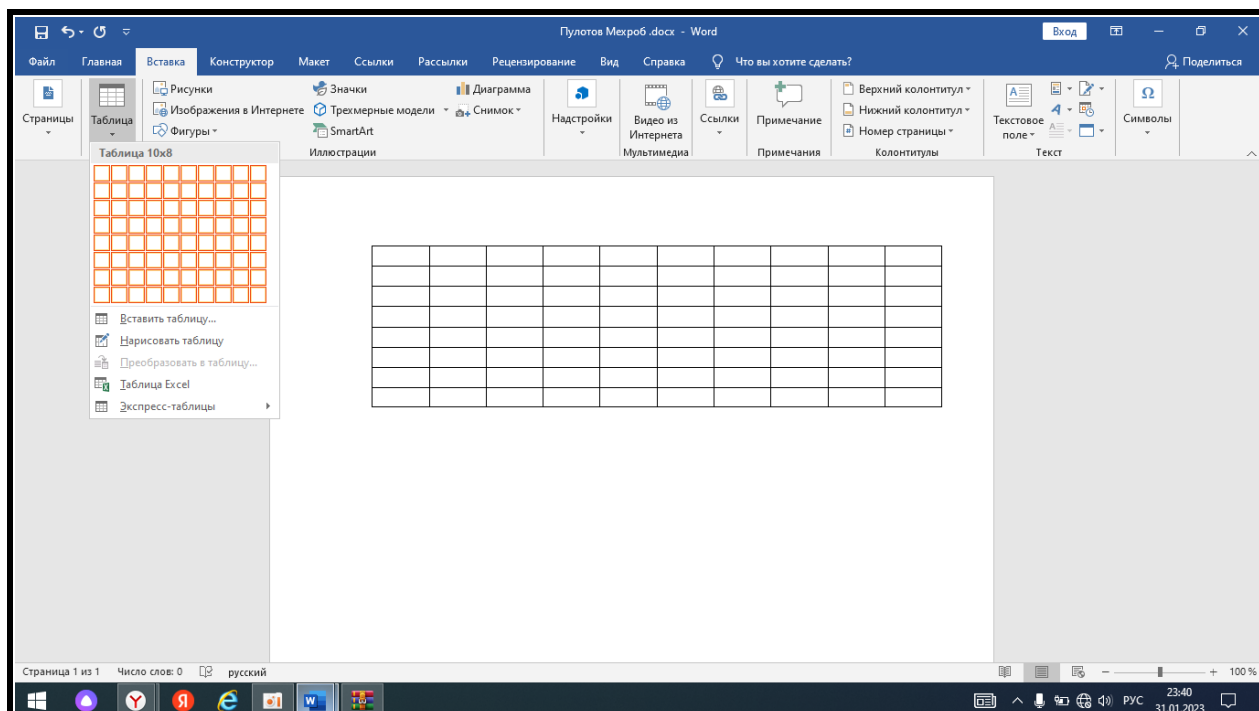 Пулотов Мехроб .docx - Word
Вход
Файл Главная Вставка Конструктор Макет Ссылки Рассылки Рецензирование Вид Справка Что вы хотите сделать? Поделиться
Страницы
Таблица
Рисунки
Изображения в Интернете
Фигуры
Значки
Трехмерные модели
SmartArt
Диаграмма
Снимок
Иллюстрации
Надстройки
Видео из
Интернета
Мультимедиа
Ссылки
Примечание
Примечания
Верхний колонтитул
Нижний колонтитул
Номер страницы
Колонтитулы
Текстовое
поле
Текст
Символы
Таблица 10x8
Вставить таблицу...
Нарисовать таблицу
Преобразовать в таблицу...
Таблица Excel
Экспресс-таблицы
Страница 1 из 1 Число слов: 0 русский
100 %
РУС
23:40
31.01.2023